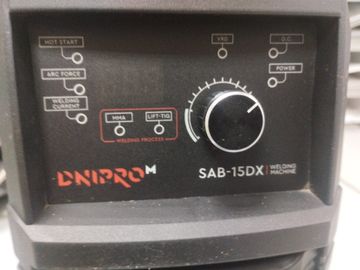 HOT START
VRD
O.C.
ARC FORCE
POWER
WELDING
CURRENT
MMA
LIFT-TIG
WELDING PROCESS
DNIPRO M
SAB-15DX
WELDING
MACHINE